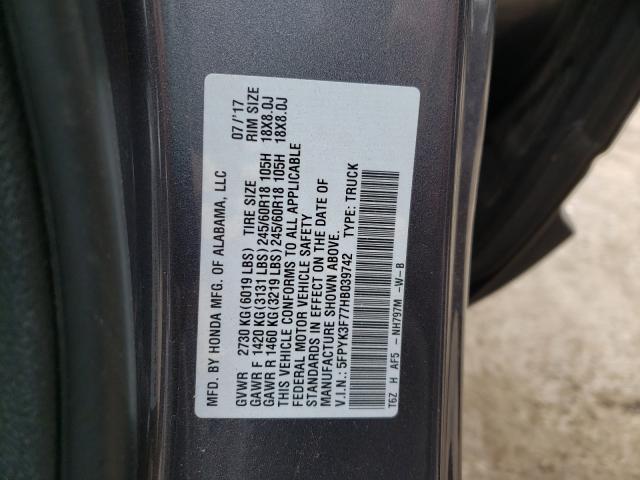 MFD. BY HONDA MFG. OF ALABAMA, LLC 07/'17
GVWR 2730 KG (6019 LBS) TIRE SIZE RIM SIZE
GAWR F 1420 KG (3131 LBS) 245/60R18 105H 18X8.0J
GAWR R 1460 KG (3219 LBS) 245/60R18 105H 18X8.0J
THIS VEHICLE CONFORMS TO ALL APPLICABLE
FEDERAL MOTOR VEHICLE SAFETY
STANDARDS IN EFFECT ON THE DATE OF
MANUFACTURE SHOWN ABOVE.
V.I.N.: 5FPYK3F77HB039742 TYPE: TRUCK
T6Z H AF5 - NH797M -W-B